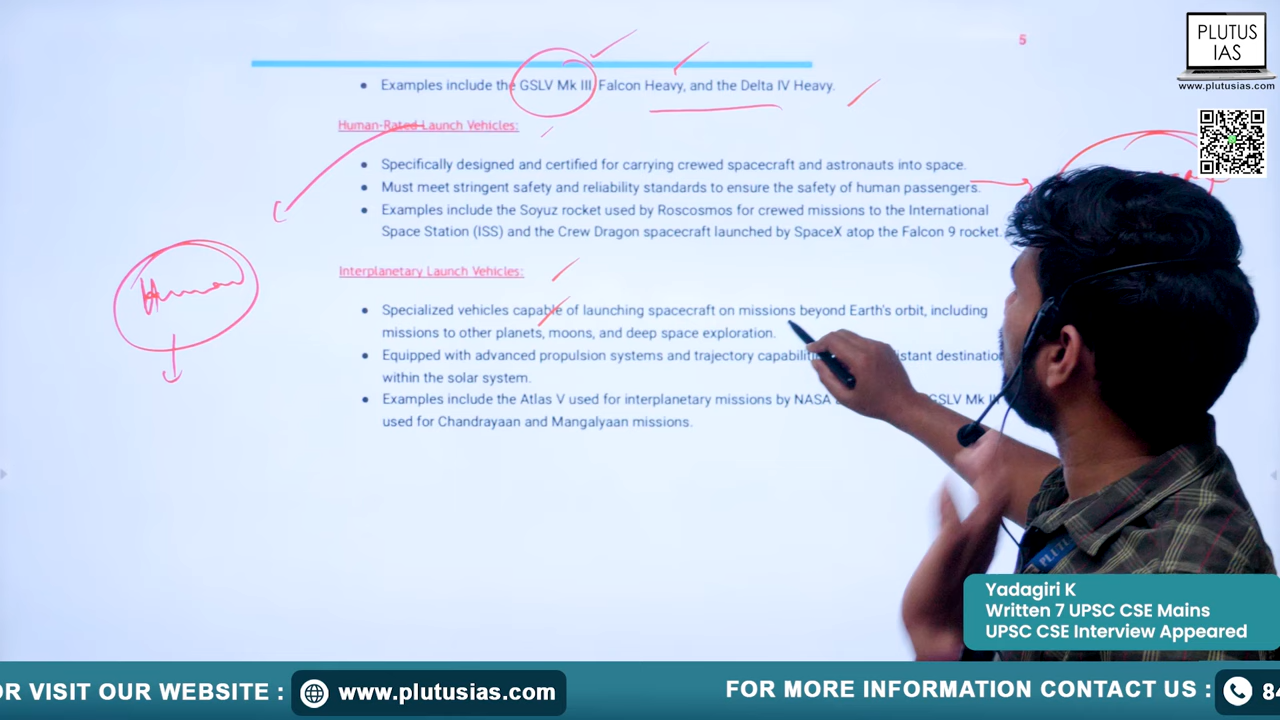 PLUTUS
IAS
www.plutusias.com
5
Examples include the GSLV Mk III, Falcon Heavy, and the Delta IV Heavy.
Human-Rated Launch Vehicles:
Specifically designed and certified for carrying crewed spacecraft and astronauts into space.
Must meet stringent safety and reliability standards to ensure the safety of human passengers.
Examples include the Soyuz rocket used by Roscosmos for crewed missions to the International
Space Station (ISS) and the Crew Dragon spacecraft launched by SpaceX atop the Falcon 9 rocket.
Human
Interplanetary Launch Vehicles:
Specialized vehicles capable of launching spacecraft on missions beyond Earth's orbit, including
missions to other planets, moons, and deep space exploration.
Equipped with advanced propulsion systems and trajectory
within the solar system.
Examples include the Atlas V used for interplanetary missions by NASA GSLV Mk
used for Chandrayaan and Mangalyaan missions.
PLUT
Yadagiri K
Written 7 UPSC CSE Mains
UPSC CSE Interview Appeared
OR VISIT OUR WEBSITE : www.plutusias.com FOR MORE INFORMATION CONTACT US : 84